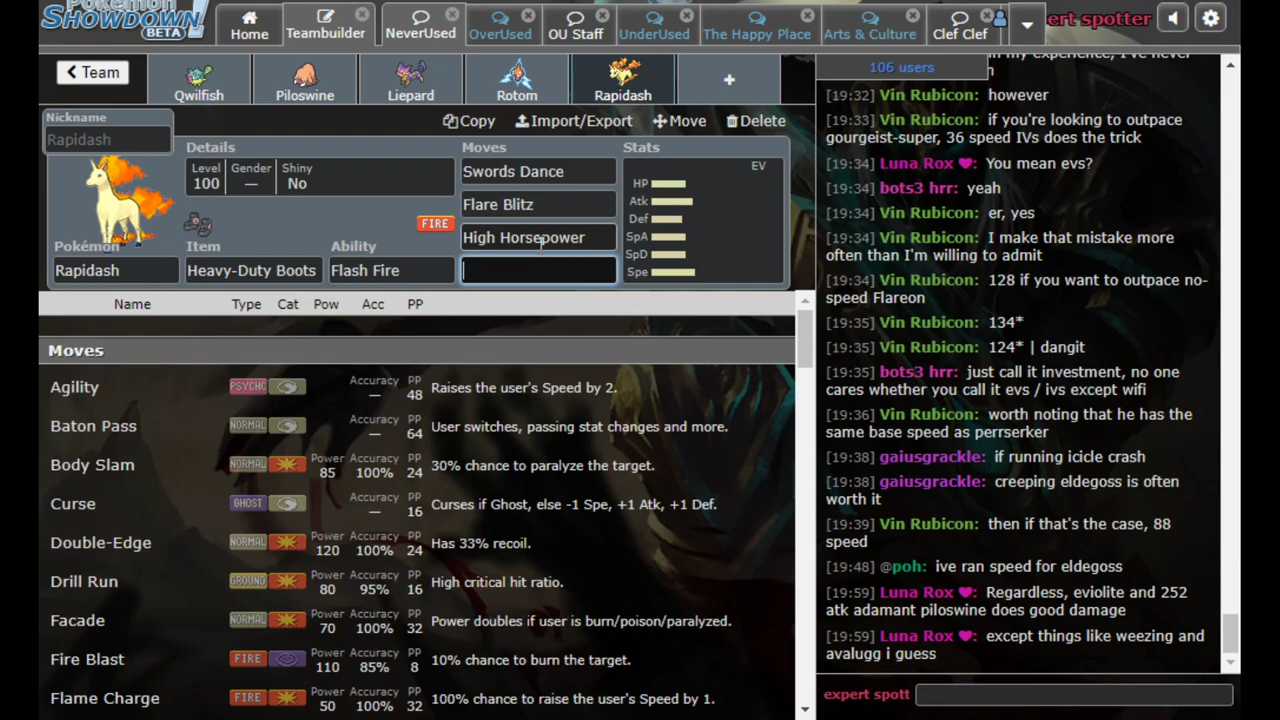 Pokémon
SHOWDOWN!
BETA
Home
Teambuilder
NeverUsed
OverUsed
OU Staff
UnderUsed
The Happy Place
Arts & Culture
Clef Clef
expert spotter
Team
Qwilfish
Piloswine
Liepard
Rotom
Rapidash
+
106 users
Copy
Import/Export
Move
Delete
Nickname
Rapidash
Details
Level
100
Gender
—
Shiny
No
FIRE
Pokémon
Rapidash
Item
Heavy-Duty Boots
Ability
Flash Fire
Moves
Swords Dance
Flare Blitz
High Horsepower
Stats
EV
HP
Atk
Def
SpA
SpD
Spe
Name Type Cat Pow Acc PP
Moves
Agility PSYCHC Accuracy — PP 48 Raises the user's Speed by 2.
Baton Pass NORMAL Accuracy — PP 64 User switches, passing stat changes and more.
Body Slam NORMAL Power 85 Accuracy 100% PP 24 30% chance to paralyze the target.
Curse GHOST Accuracy — PP 16 Curses if Ghost, else -1 Spe, +1 Atk, +1 Def.
Double-Edge NORMAL Power 120 Accuracy 100% PP 24 Has 33% recoil.
Drill Run GROUND Power 80 Accuracy 95% PP 16 High critical hit ratio.
Facade NORMAL Power 70 Accuracy 100% PP 32 Power doubles if user is burn/poison/paralyzed.
Fire Blast FIRE Power 110 Accuracy 85% PP 8 10% chance to burn the target.
Flame Charge FIRE Power 50 Accuracy 100% PP 32 100% chance to raise the user's Speed by 1.
[19:32] Vin Rubicon: however
[19:33] Vin Rubicon: if you're looking to outpace
gourgeist-super, 36 speed IVs does the trick
[19:34] Luna Rox ♥: You mean evs?
[19:34] bots3 hrr: yeah
[19:34] Vin Rubicon: er, yes
[19:34] Vin Rubicon: I make that mistake more
often than I'm willing to admit
[19:34] Vin Rubicon: 128 if you want to outpace no-
speed Flareon
[19:35] Vin Rubicon: 134*
[19:35] Vin Rubicon: 124* | dangit
[19:35] bots3 hrr: just call it investment, no one
cares whether you call it evs / ivs except wifi
[19:36] Vin Rubicon: worth noting that he has the
same base speed as perrserker
[19:38] gaiusgrackle: if running icicle crash
[19:38] gaiusgrackle: creeping eldegoss is often
worth it
[19:39] Vin Rubicon: then if that's the case, 88
speed
[19:48] @poh: ive ran speed for eldegoss
[19:59] Luna Rox ♥: Regardless, eviolite and 252
atk adamant piloswine does good damage
[19:59] Luna Rox ♥: except things like weezing and
avalugg i guess
expert spott